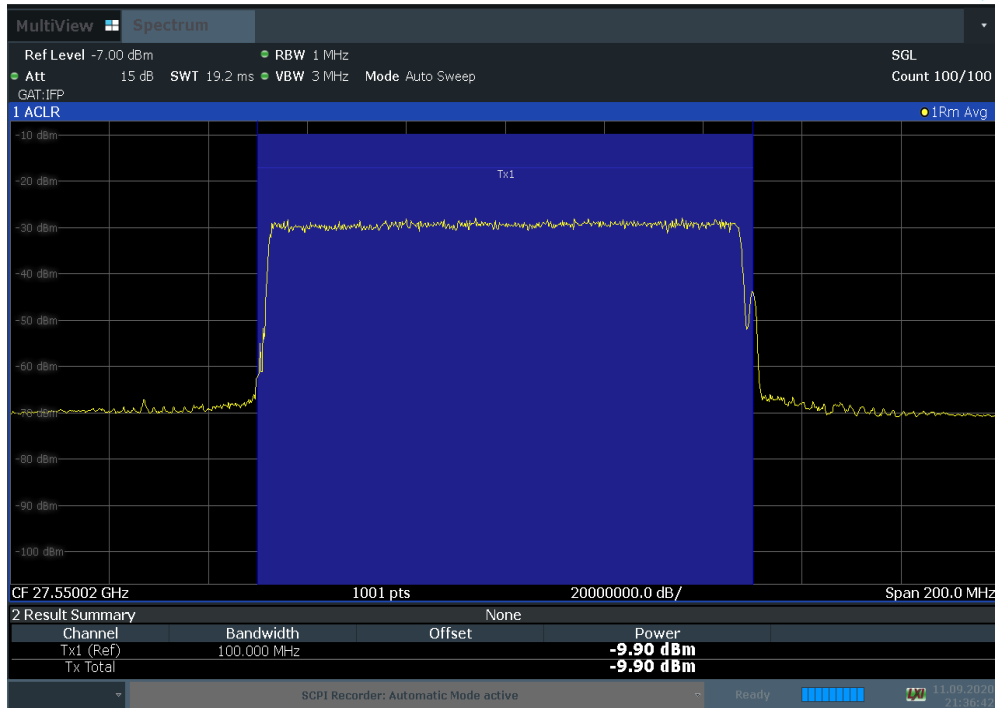 MultiView Spectrum
Ref Level -7.00 dBm RBW 1 MHz SGL
Att 15 dB SWT 19.2 ms VBW 3 MHz Mode Auto Sweep Count 100/100
GAT:IFP
1 ACLR 1Rm Avg
-10 dBm
Tx1
-20 dBm
-30 dBm
-40 dBm
-50 dBm
-60 dBm
-70 dBm
-80 dBm
-90 dBm
-100 dBm
CF 27.55002 GHz 1001 pts 20000000.0 dB/ Span 200.0 MHz
2 Result Summary None
Channel Bandwidth Offset Power
Tx1 (Ref) 100.000 MHz -9.90 dBm
Tx Total -9.90 dBm
SCPI Recorder: Automatic Mode active Ready LXI 11.09.2020
21:36:42